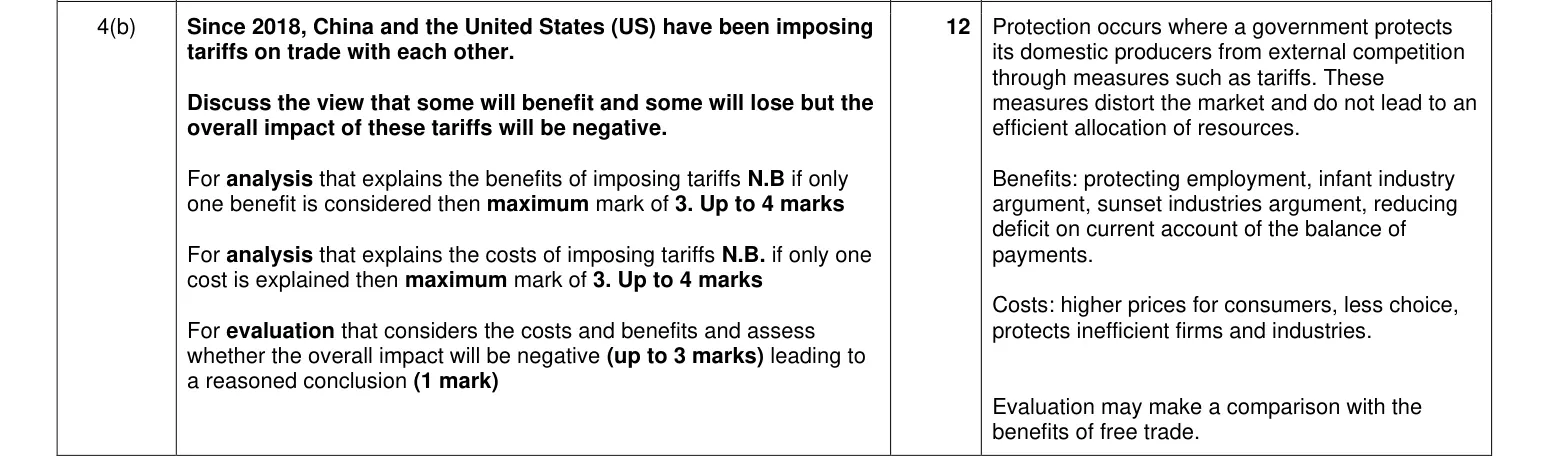 4(b)
Since 2018, China and the United States (US) have been imposing
tariffs on trade with each other.
Discuss the view that some will benefit and some will lose but the
overall impact of these tariffs will be negative.
For analysis that explains the benefits of imposing tariffs N.B if only
one benefit is considered then maximum mark of 3. Up to 4 marks
For analysis that explains the costs of imposing tariffs N.B. if only one
cost is explained then maximum mark of 3. Up to 4 marks
For evaluation that considers the costs and benefits and assess
whether the overall impact will be negative (up to 3 marks) leading to
a reasoned conclusion (1 mark)
12
Protection occurs where a government protects
its domestic producers from external competition
through measures such as tariffs. These
measures distort the market and do not lead to an
efficient allocation of resources.
Benefits: protecting employment, infant industry
argument, sunset industries argument, reducing
deficit on current account of the balance of
payments.
Costs: higher prices for consumers, less choice,
protects inefficient firms and industries.
Evaluation may make a comparison with the
benefits of free trade.